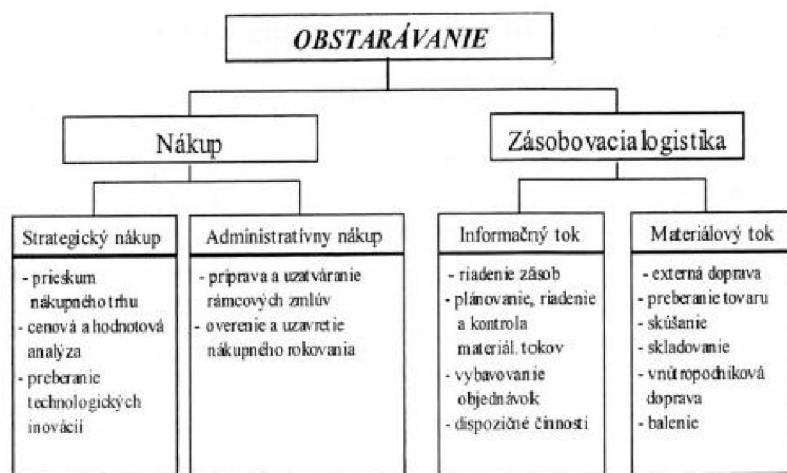 OBSTARÁVANIE
Nákup
Zásobovacia logistika
Strategický nákup
- prieskum
nákupného trhu
- cenová a hodnotová
analýza
- preberanie
technologických
inovácií
Administratívny nákup
- príprava a uzatváranie
rámcových zmlúv
- overenie a uzavretie
nákupného rokovania
Informačný tok
- riadenie zásob
- plánovanie, riadenie
a kontrola
materiál. tokov
- vybavovanie
objednávok
- dispozičné činnosti
Materiálový tok
- externá doprava
- preberanie tovaru
- skúšanie
- skladovanie
- vnútropodniková
doprava
- balenie